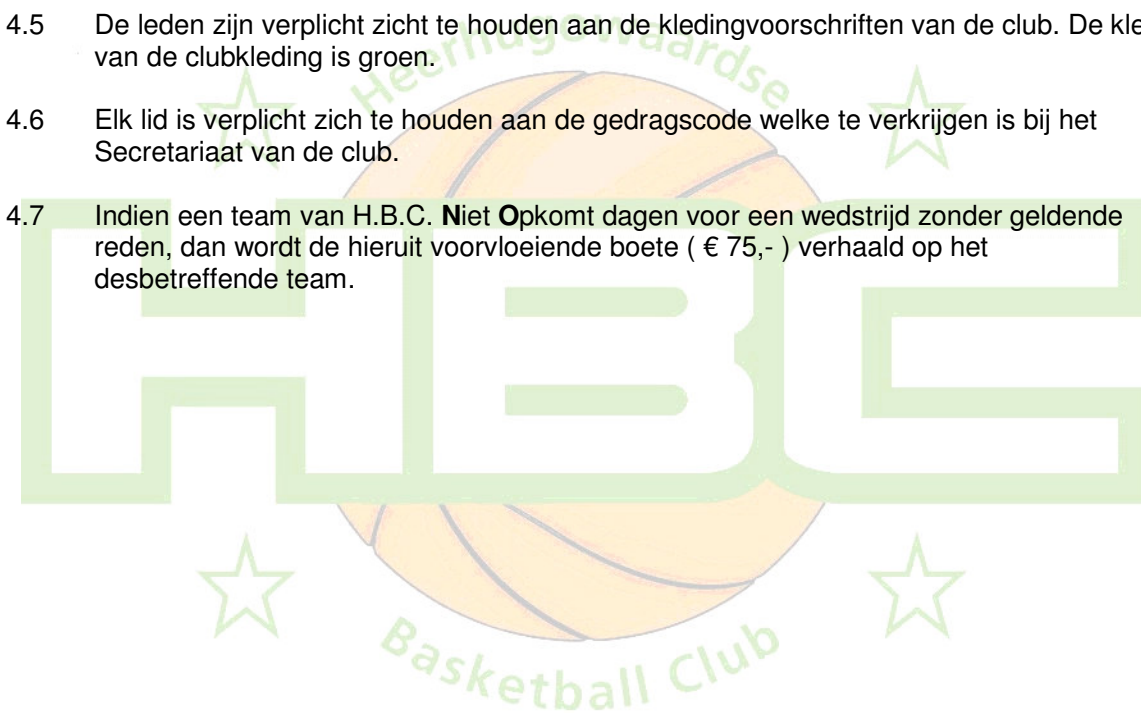 4.5 De leden zijn verplicht zicht te houden aan de kledingvoorschriften van de club. De
van de clubkleding is groen.
4.6 Elk lid is verplicht zich te houden aan de gedragscode welke te verkrijgen is bij het
Secretariaat van de club.
4.7 Indien een team van H.B.C. Niet Opkomt dagen voor een wedstrijd zonder geldende
reden, dan wordt de hieruit voorvloeiende boete ( € 75,- ) verhaald op het
desbetreffende team.
Heerhugowaardse
HBC
Basketball Club